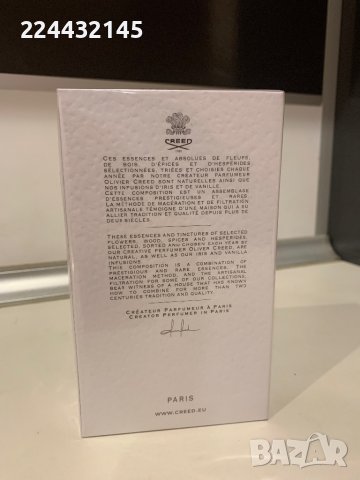 224432145
CREED
CES ESSENCES ET ABSOLUES DE FLEURS,
DE BOIS, D'ÉPICES ET D'HESPÉRIDES
SÉLECTIONNÉES, TRIÉES ET CHOISIES CHAQUE
ANNÉE PAR NOTRE CRÉATEUR PARFUMEUR
OLIVIER CREED SONT NATURELLES AINSI QUE
NOS INFUSIONS D'IRIS ET DE VANILLE.
CETTE COMPOSITION EST UN ASSEMBLAGE
D'ESSENCES PRESTIGIEUSES ET RARES
LA MÉTHODE DE MACÉRATION ET DE FILTRATION
ARTISANALE TÉMOIGNE D'UNE MAISON QUI A SU
ALLIER TRADITION ET QUALITÉ DEPUIS PLUS DE
DEUX SIÈCLES.
THESE ESSENCES AND TINCTURES OF SELECTED
FLOWERS, WOOD, SPICES AND HESPERIDES,
SELECTED, SORTED AND CHOSEN EACH YEAR BY
OUR CREATIVE PERFUMER OLIVIER CREED, ARE
NATURAL, AS WELL AS OUR IRIS AND VANILLA
INFUSIONS.
THIS COMPOSITION IS A COMBINATION OF
PRESTIGIOUS AND RARE ESSENCES. THE
MACERATION METHOD, AND THE ARTISANAL
FILTRATION FOR SOME OF OUR COLLECTIONS,
BEAR WITNESS OF A HOUSE THAT HAS KNOWN
HOW TO COMBINE FOR MORE THAN TWO
CENTURIES TRADITION AND QUALITY.
CRÉATEUR PARFUMEUR À PARIS
CREATOR PERFUMER IN PARIS
PARIS
WWW.CREED.EU
BAZAR